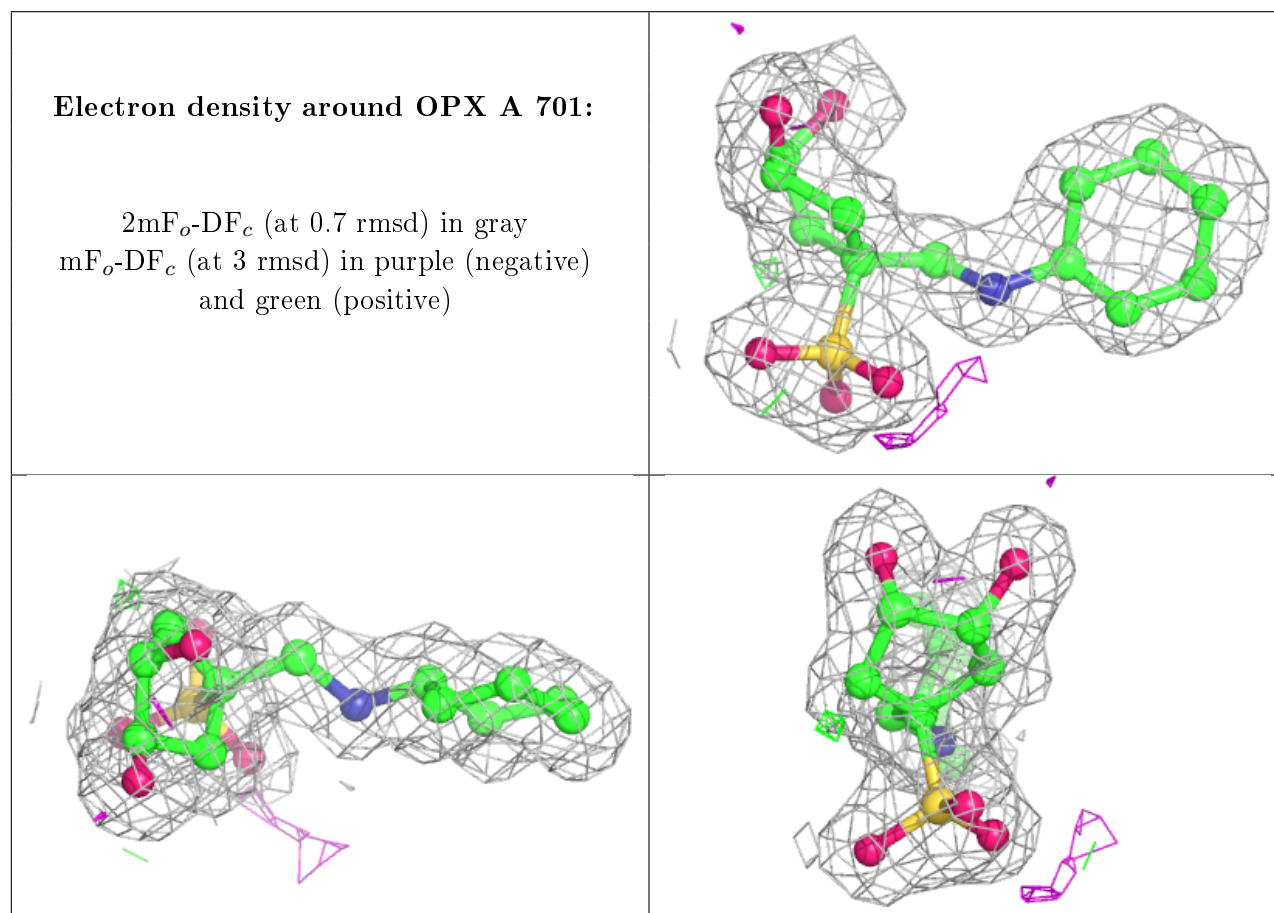 Electron density around OPX A 701:
2mFo-DFc (at 0.7 rmsd) in gray
mFo-DFc (at 3 rmsd) in purple (negative)
and green (positive)